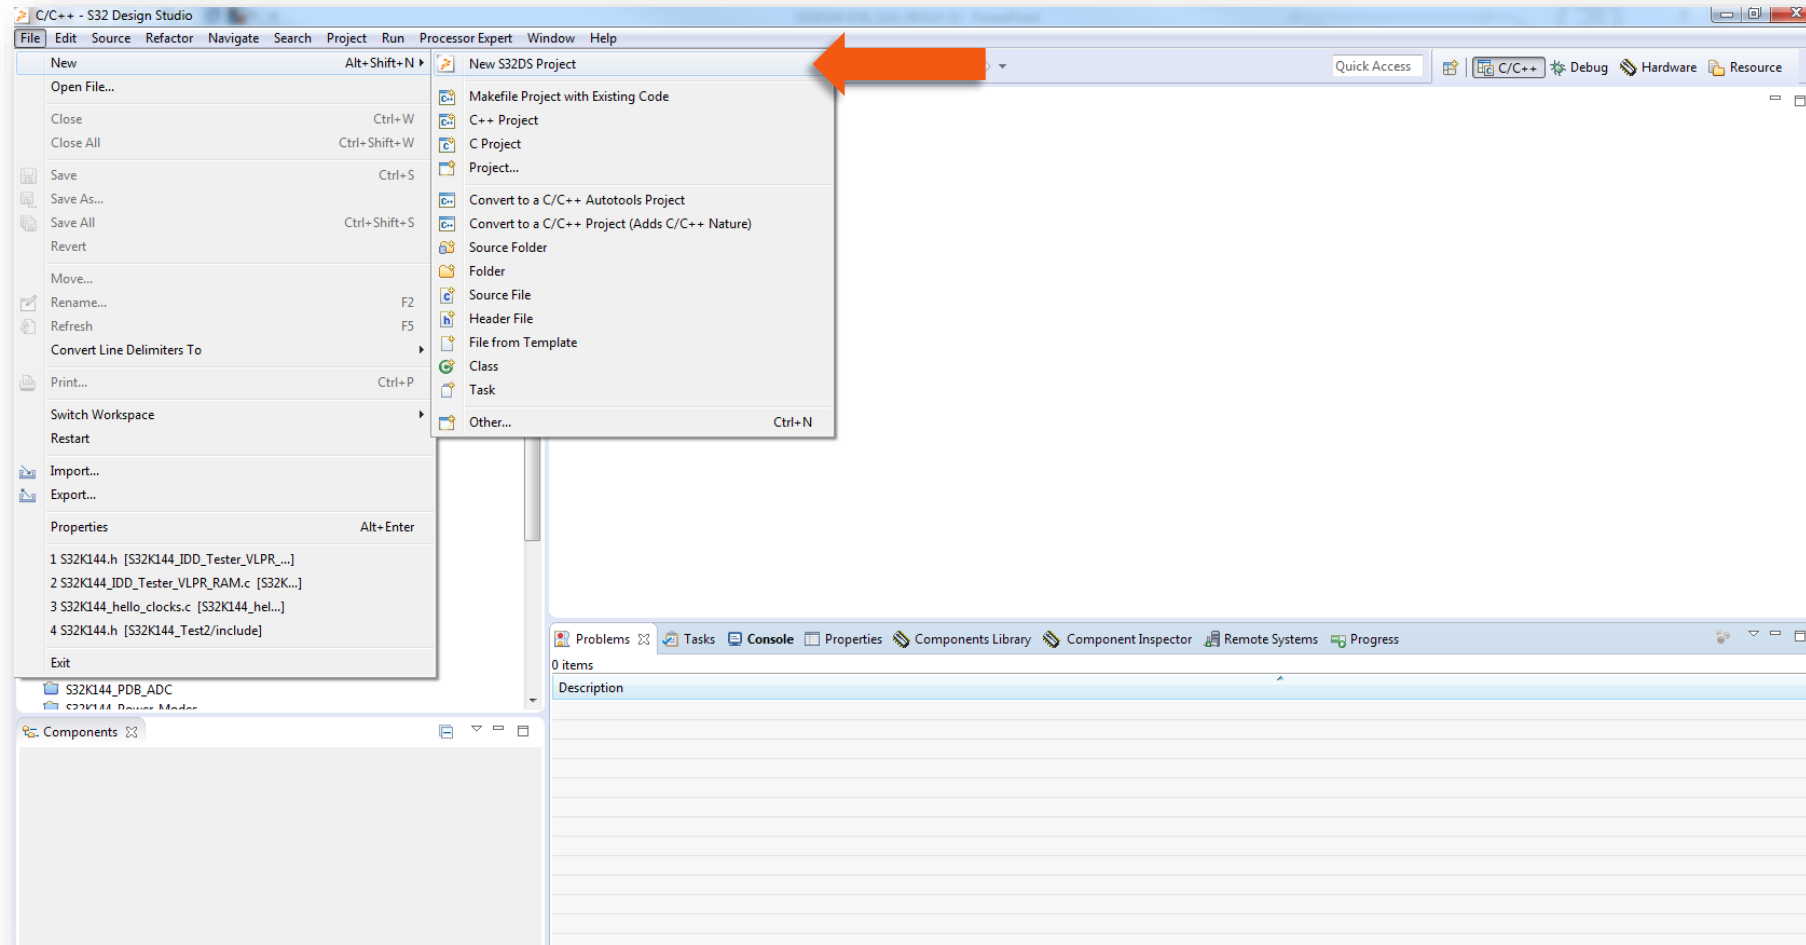 C/C++ - S32 Design Studio
File Edit Source Refactor Navigate Search Project Run Processor Expert Window Help
New Alt+Shift+N
Open File...
Close Ctrl+W
Close All Ctrl+Shift+W
Save Ctrl+S
Save As...
Save All Ctrl+Shift+S
Revert
Move...
Rename... F2
Refresh F5
Convert Line Delimiters To
Print... Ctrl+P
Switch Workspace
Restart
Import...
Export...
Properties Alt+Enter
1 S32K144.h [S32K144_IDD_Tester_VLPR_...]
2 S32K144_IDD_Tester_VLPR_RAM.c [S32K...]
3 S32K144_hello_clocks.c [S32K144_hel...]
4 S32K144.h [S32K144_Test2/include]
Exit
New S32DS Project
Makefile Project with Existing Code
C++ Project
C Project
Project...
Convert to a C/C++ Autotools Project
Convert to a C/C++ Project (Adds C/C++ Nature)
Source Folder
Folder
Source File
Header File
File from Template
Class
Task
Other... Ctrl+N
Quick Access C/C++ Debug Hardware Resource
S32K144_PDB_ADC
S32K144_Power_Modes
Components
Problems Tasks Console Properties Components Library Component Inspector Remote Systems Progress
0 items
Description